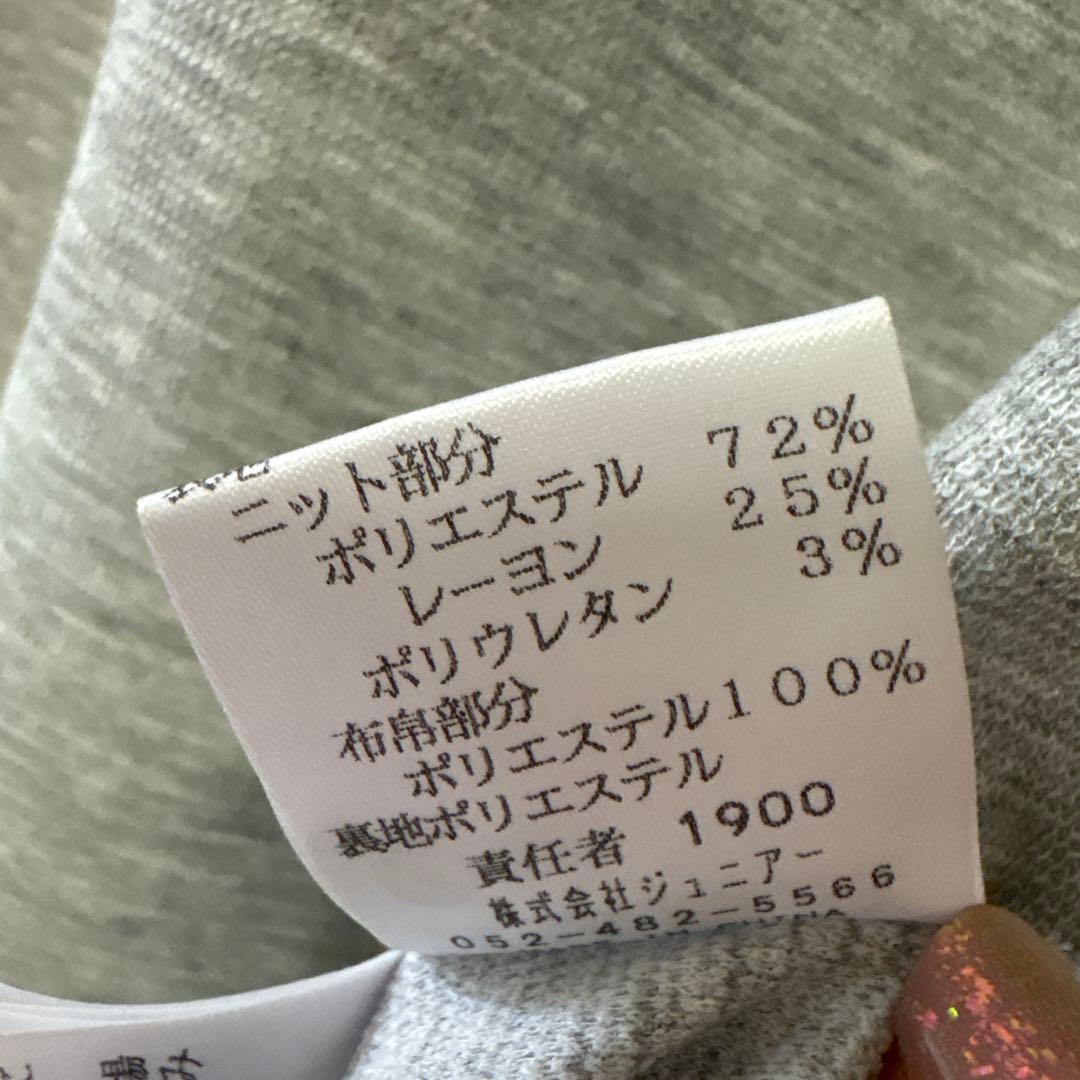 ニット部分
ポリエステル 72%
レーヨン 25%
ポリウレタン 3%
布帛部分
ポリエステル100%
裏地ポリエステル
責任者 1900
株式会社ジュニアー
052-482-5566